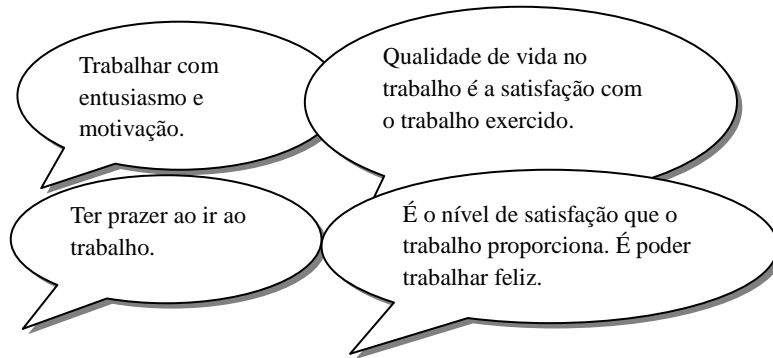 Trabalhar com
entusiasmo e
motivação.
Qualidade de vida no
trabalho é a satisfação com
o trabalho exercido.
Ter prazer ao ir ao
trabalho.
É o nível de satisfação que o
trabalho proporciona. É poder
trabalhar feliz.